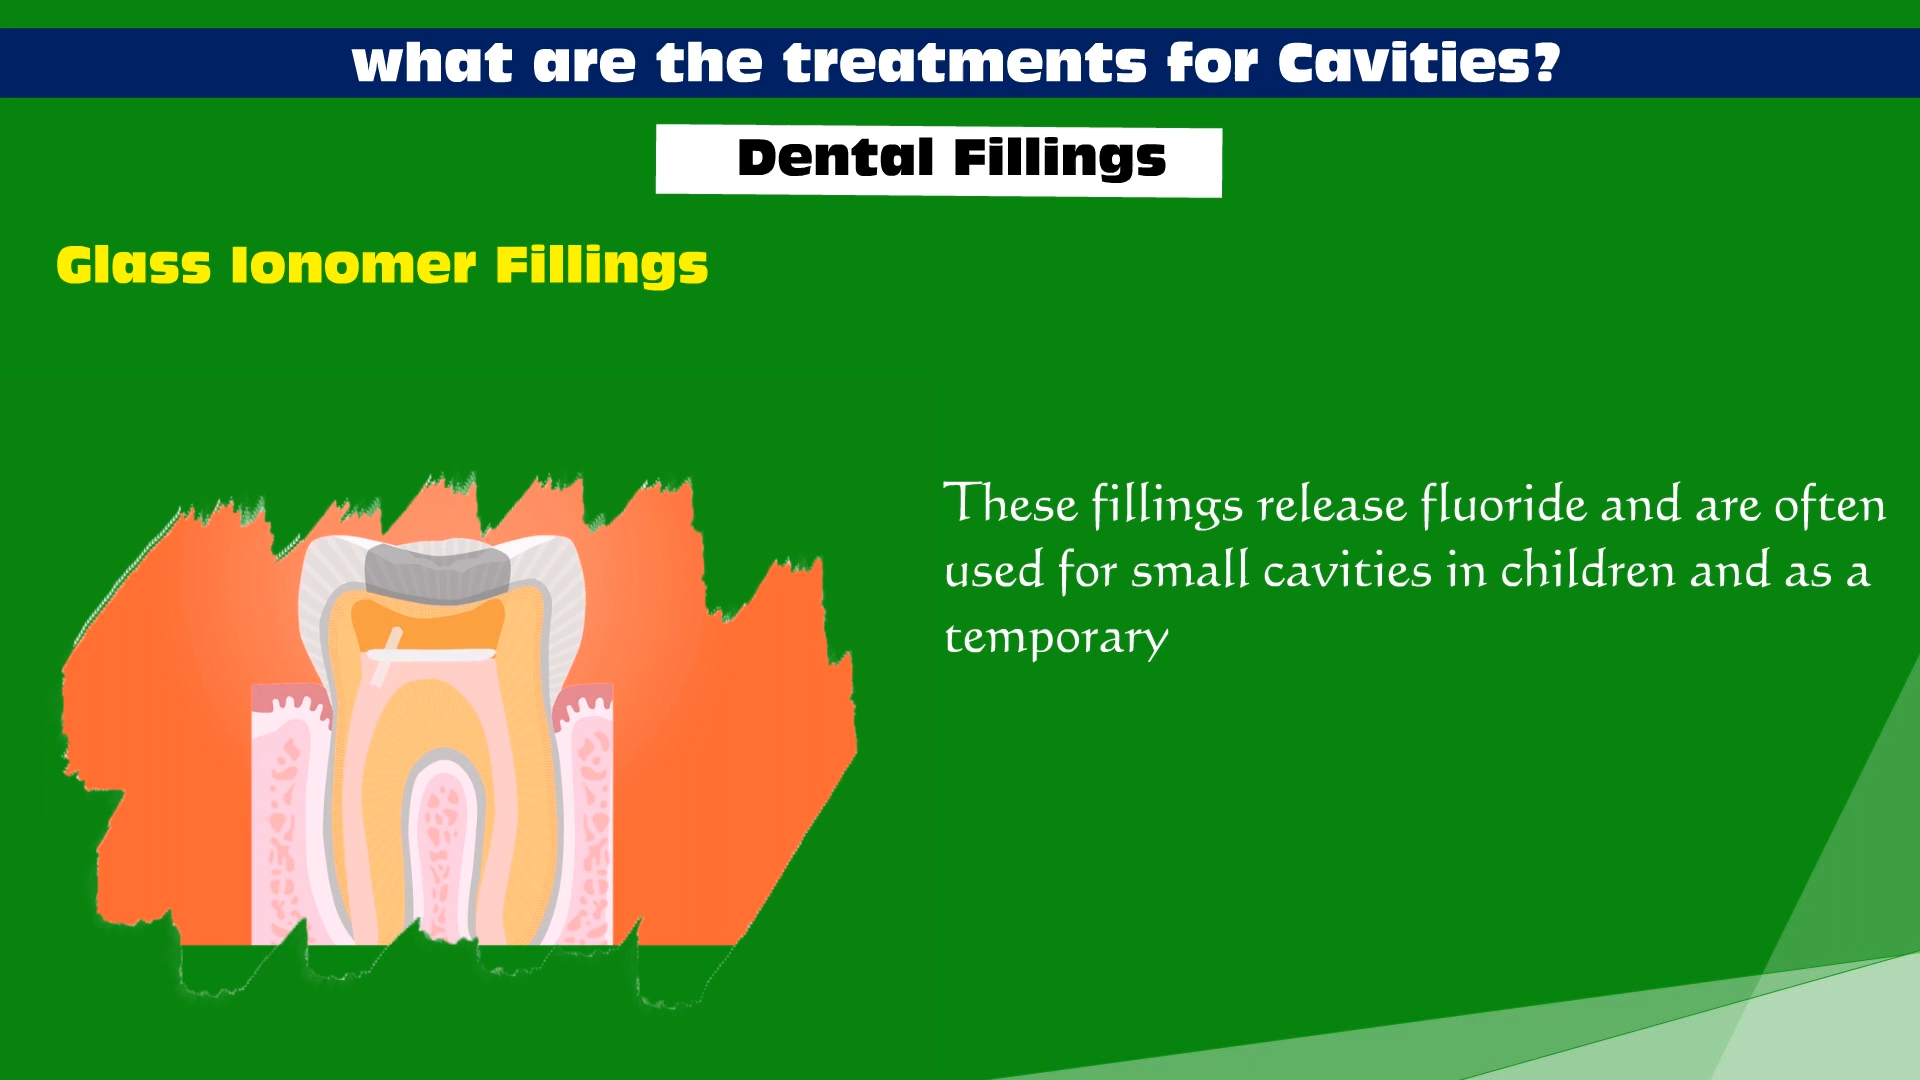 what are the treatments for Cavities?
Dental Fillings
Glass Ionomer Fillings
These fillings release fluoride and are often
used for small cavities in children and as a
temporary